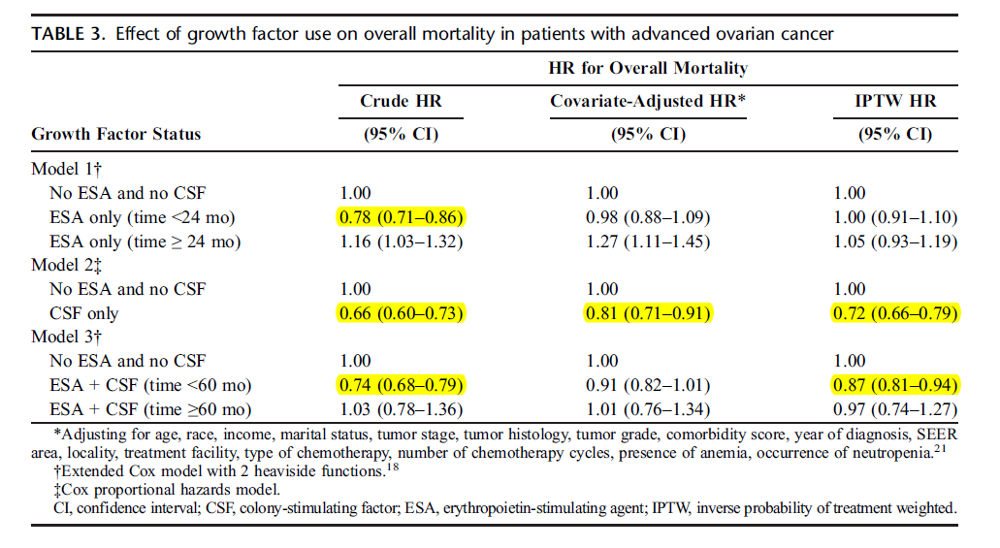 TABLE 3. Effect of growth factor use on overall mortality in patients with advanced ovarian cancer
HR for Overall Mortality
Crude HR Covariate-Adjusted HR* IPTW HR
Growth Factor Status (95% CI) (95% CI) (95% CI)
Model 1†
No ESA and no CSF 1.00 1.00 1.00
ESA only (time <24 mo) 0.78 (0.71–0.86) 0.98 (0.88–1.09) 1.00 (0.91–1.10)
ESA only (time ≥ 24 mo) 1.16 (1.03–1.32) 1.27 (1.11–1.45) 1.05 (0.93–1.19)
Model 2‡
No ESA and no CSF 1.00 1.00 1.00
CSF only 0.66 (0.60–0.73) 0.81 (0.71–0.91) 0.72 (0.66–0.79)
Model 3†
No ESA and no CSF 1.00 1.00 1.00
ESA + CSF (time <60 mo) 0.74 (0.68–0.79) 0.91 (0.82–1.01) 0.87 (0.81–0.94)
ESA + CSF (time ≥60 mo) 1.03 (0.78–1.36) 1.01 (0.76–1.34) 0.97 (0.74–1.27)
*Adjusting for age, race, income, marital status, tumor stage, tumor histology, tumor grade, comorbidity score, year of diagnosis, SEER
area, locality, treatment facility, type of chemotherapy, number of chemotherapy cycles, presence of anemia, occurrence of neutropenia.21
†Extended Cox model with 2 heaviside functions.18
‡Cox proportional hazards model.
CI, confidence interval; CSF, colony-stimulating factor; ESA, erythropoietin-stimulating agent; IPTW, inverse probability of treatment weighted.